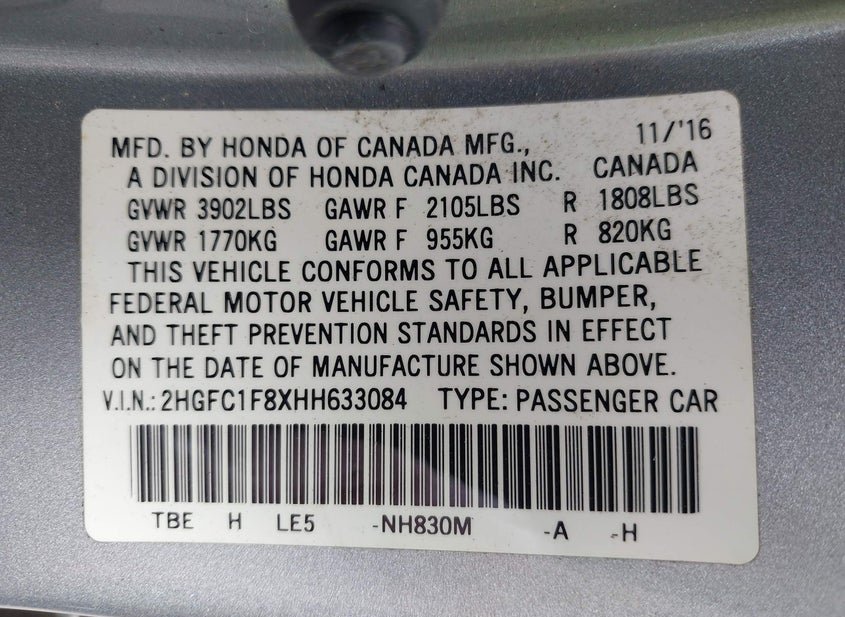 MFD. BY HONDA OF CANADA MFG., 11/'16
A DIVISION OF HONDA CANADA INC. CANADA
GVWR 3902LBS GAWR F 2105LBS R 1808LBS
GVWR 1770KG GAWR F 955KG R 820KG
THIS VEHICLE CONFORMS TO ALL APPLICABLE
FEDERAL MOTOR VEHICLE SAFETY, BUMPER,
AND THEFT PREVENTION STANDARDS IN EFFECT
ON THE DATE OF MANUFACTURE SHOWN ABOVE.
V.I.N.: 2HGFC1F8XHH633084 TYPE: PASSENGER CAR
TBE H LE5 -NH830M -A -H